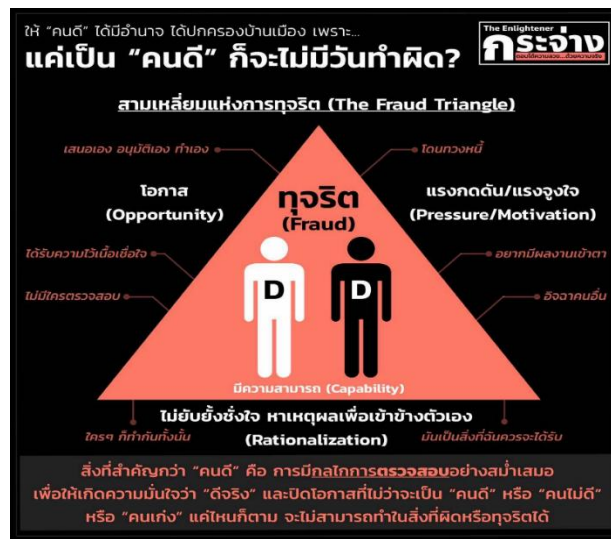 ให้ "คนดี" ได้มีอำนาจ ได้ปกครองบ้านเมือง เพราะ...
แค่เป็น "คนดี" ก็จะไม่มีวันทำผิด?
The Enlightener
กระจ่าง
สามเหลี่ยมแห่งการทุจริต (The Fraud Triangle)
เสนอเอง อนุมัติเอง ทำเอง
โดนทวงหนี้
โอกาส
(Opportunity)
ทุจริต
(Fraud)
แรงกดดัน/แรงจูงใจ
(Pressure/Motivation)
ได้รับความไว้เนื้อเชื่อใจ
อยากมีผลงานเข้าตา
ไม่มีใครตรวจสอบ
อิจฉาคนอื่น
D
D
มีความสามารถ (Capability)
ไม่ยับยั้งชั่งใจ หาเหตุผลเพื่อเข้าข้างตัวเอง
(Rationalization)
ใครๆ ก็ทำกันทั้งนั้น
มันเป็นสิ่งที่ฉันควรจะได้รับ
สิ่งที่สำคัญกว่า "คนดี" คือ การมีกลไกการตรวจสอบอย่างสม่ำเสมอ
เพื่อให้เกิดความมั่นใจว่า "ดีจริง" และปิดโอกาสที่ไม่ว่าจะเป็น "คนดี" หรือ "คนไม่ดี"
หรือ "คนเก่ง" แค่ไหนก็ตาม จะไม่สามารถทำในสิ่งที่ผิดหรือทุจริตได้